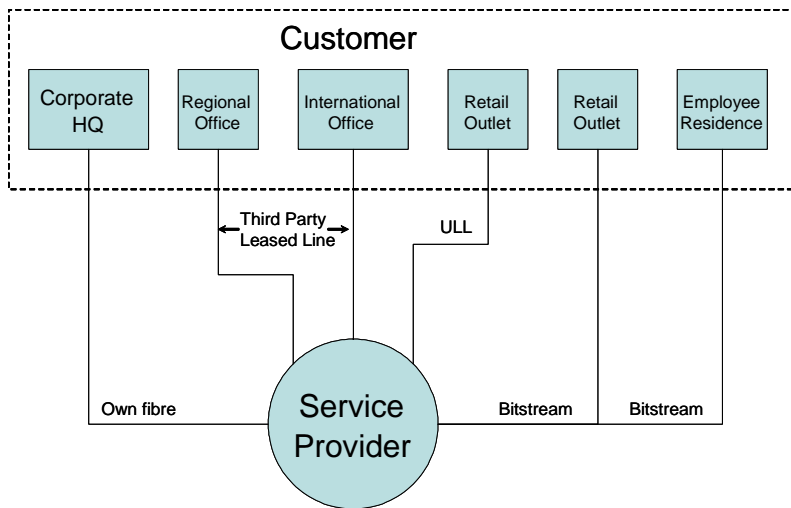 Customer
Corporate
HQ
Regional
Office
International
Office
Retail
Outlet
Retail
Outlet
Employee
Residence
Third Party
Leased Line
ULL
Own fibre
Service
Provider
Bitstream
Bitstream